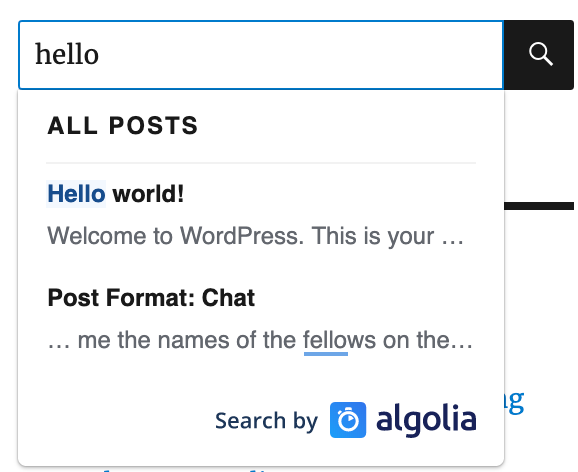 hello
ALL POSTS
Hello world!
Welcome to WordPress. This is your …
Post Format: Chat
… me the names of the fellows on the…
Search by algolia